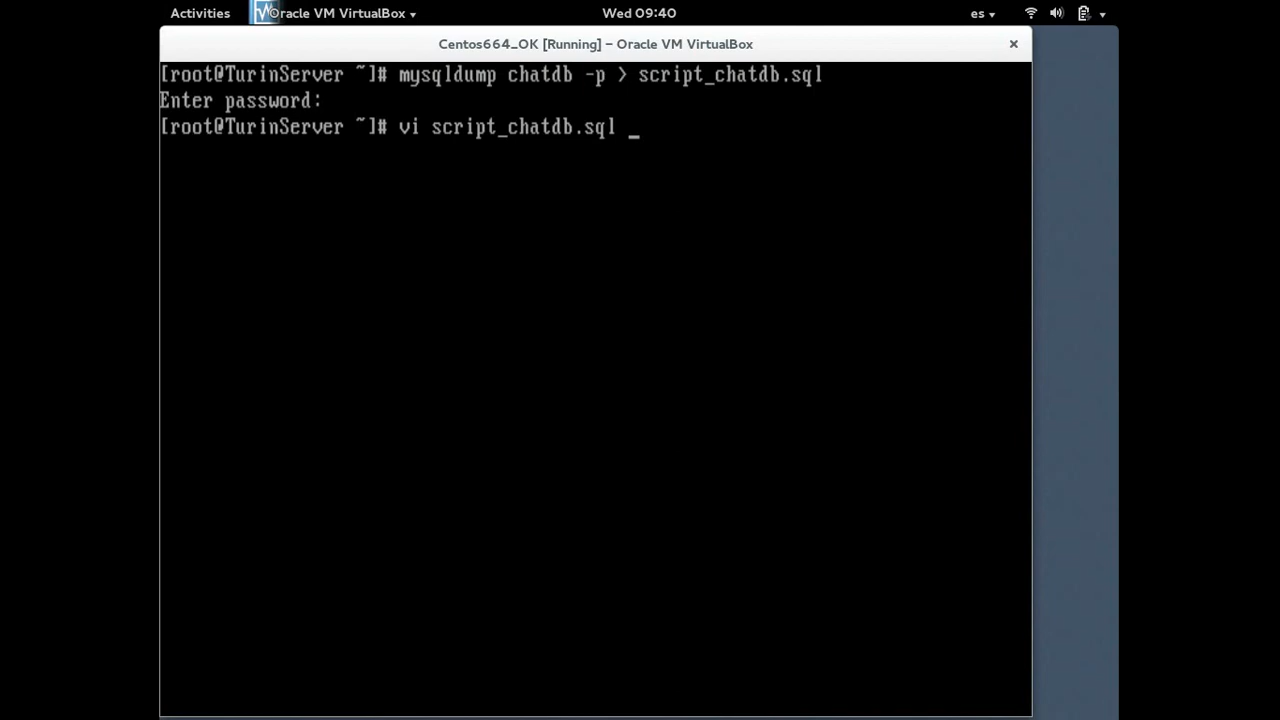 Activities Oracle VM VirtualBox Wed 09:40 es
Centos664_OK [Running] – Oracle VM VirtualBox ×
[root@TurinServer ~]# mysqldump chatdb -p > script_chatdb.sql
Enter password:
[root@TurinServer ~]# vi script_chatdb.sql _